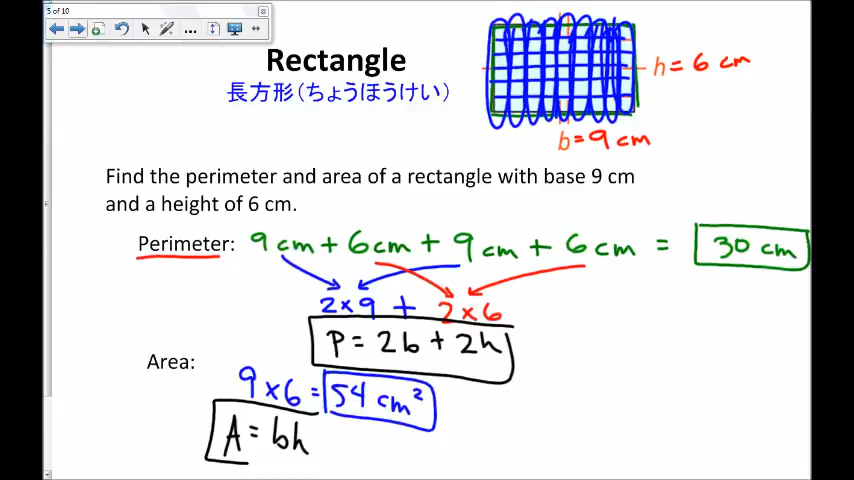 5 of 10
Rectangle
長方形(ちょうほうけい)
h = 6 cm
b = 9 cm
Find the perimeter and area of a rectangle with base 9 cm
and a height of 6 cm.
Perimeter: 9 cm + 6 cm + 9 cm + 6 cm = 30 cm
2 × 9 + 2 × 6
P = 2b + 2h
Area:
9 × 6 = 54 cm²
A = bh